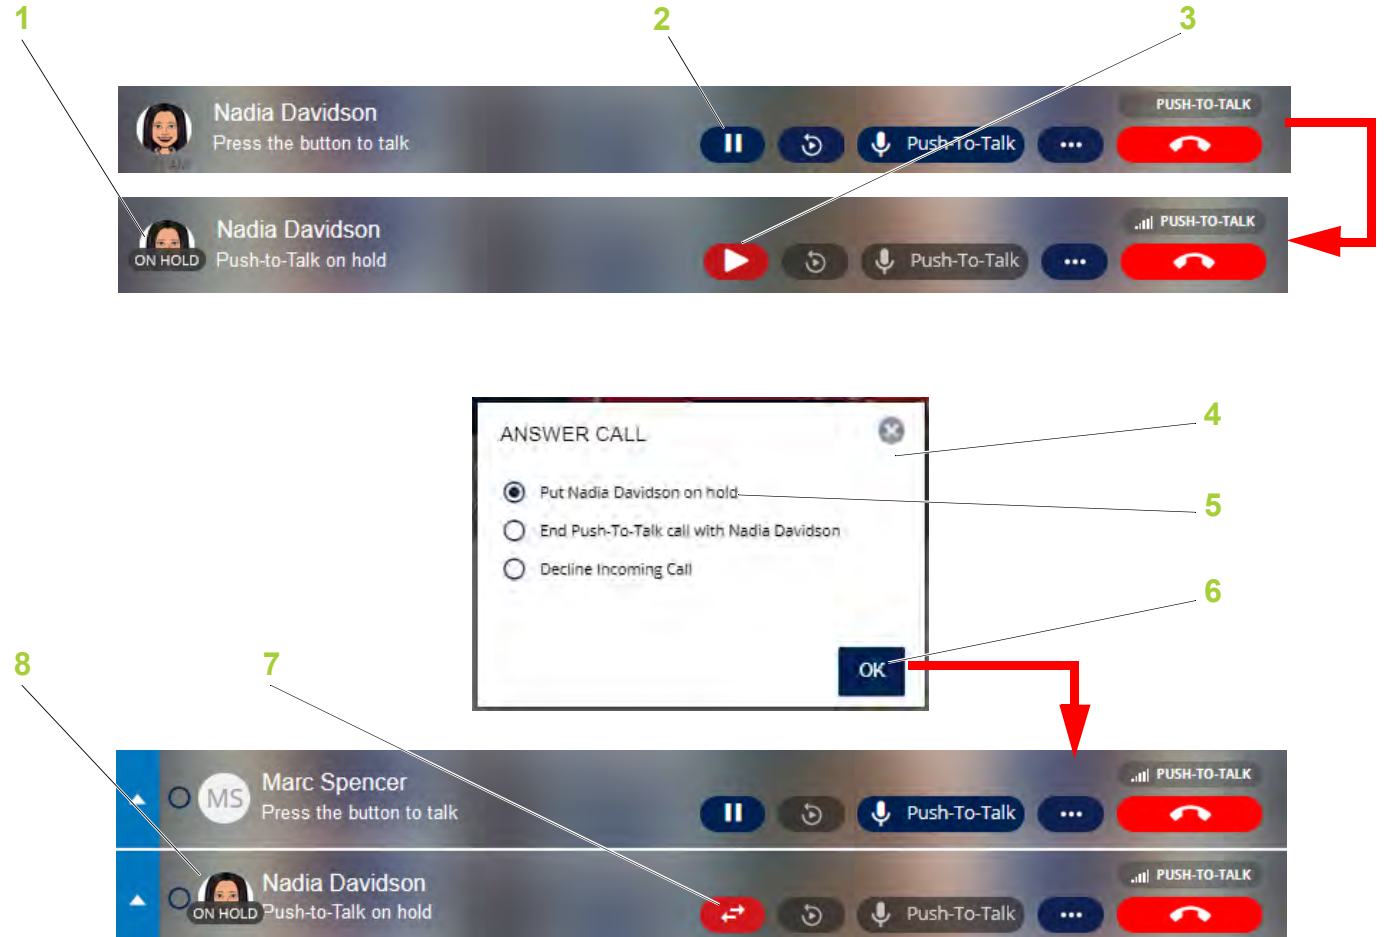 1
2
3
Nadia Davidson
Press the button to talk
Push-To-Talk
PUSH-TO-TALK
Nadia Davidson
ON HOLD
Push-to-Talk on hold
Push-To-Talk
PUSH-TO-TALK
ANSWER CALL
4
Put Nadia Davidson on hold
5
End Push-To-Talk call with Nadia Davidson
Decline Incoming Call
6
OK
8
7
MS
Marc Spencer
Press the button to talk
Push-To-Talk
PUSH-TO-TALK
Nadia Davidson
ON HOLD
Push-to-Talk on hold
Push-To-Talk
PUSH-TO-TALK